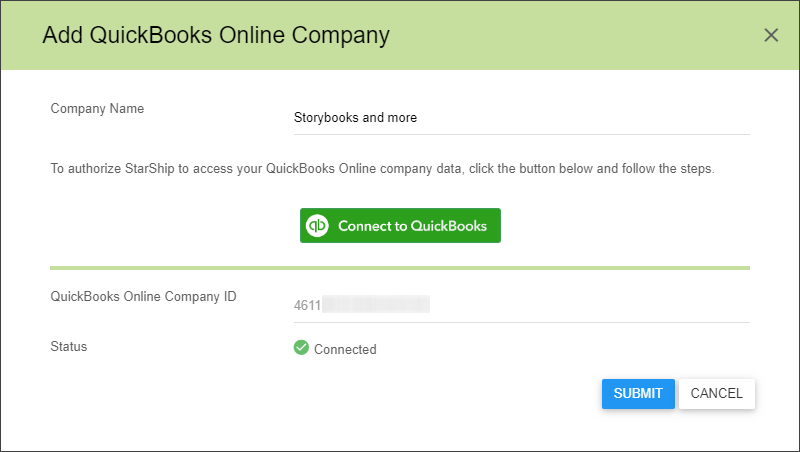 Add QuickBooks Online Company
Company Name
Storybooks and more
To authorize StarShip to access your QuickBooks Online company data, click the button below and follow the steps.
qb Connect to QuickBooks
QuickBooks Online Company ID
4611
Status
Connected
SUBMIT CANCEL